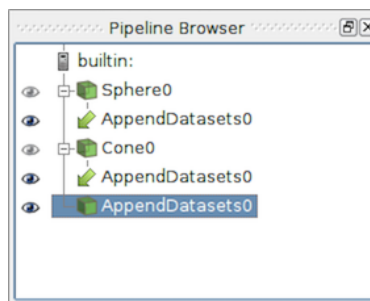 Pipeline Browser
builtin:
Sphere0
AppendDatasets0
Cone0
AppendDatasets0
AppendDatasets0